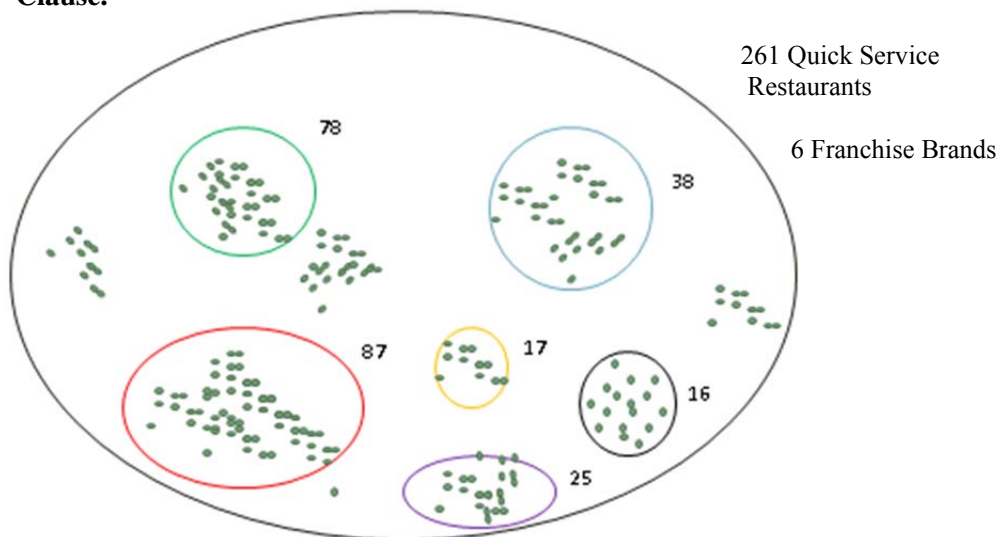 Clause.
261 Quick Service
Restaurants
78
6 Franchise Brands
38
87
17
16
25